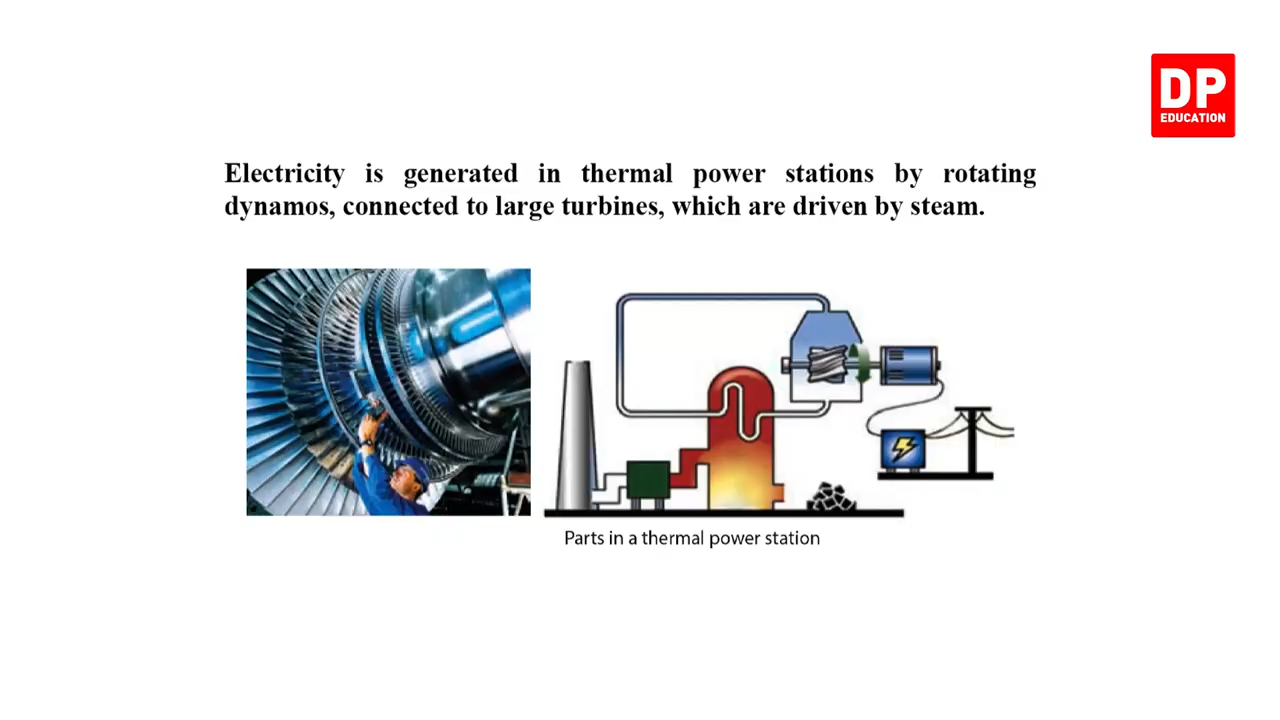 DP
EDUCATION
Electricity is generated in thermal power stations by rotating
dynamos, connected to large turbines, which are driven by steam.
Parts in a thermal power station